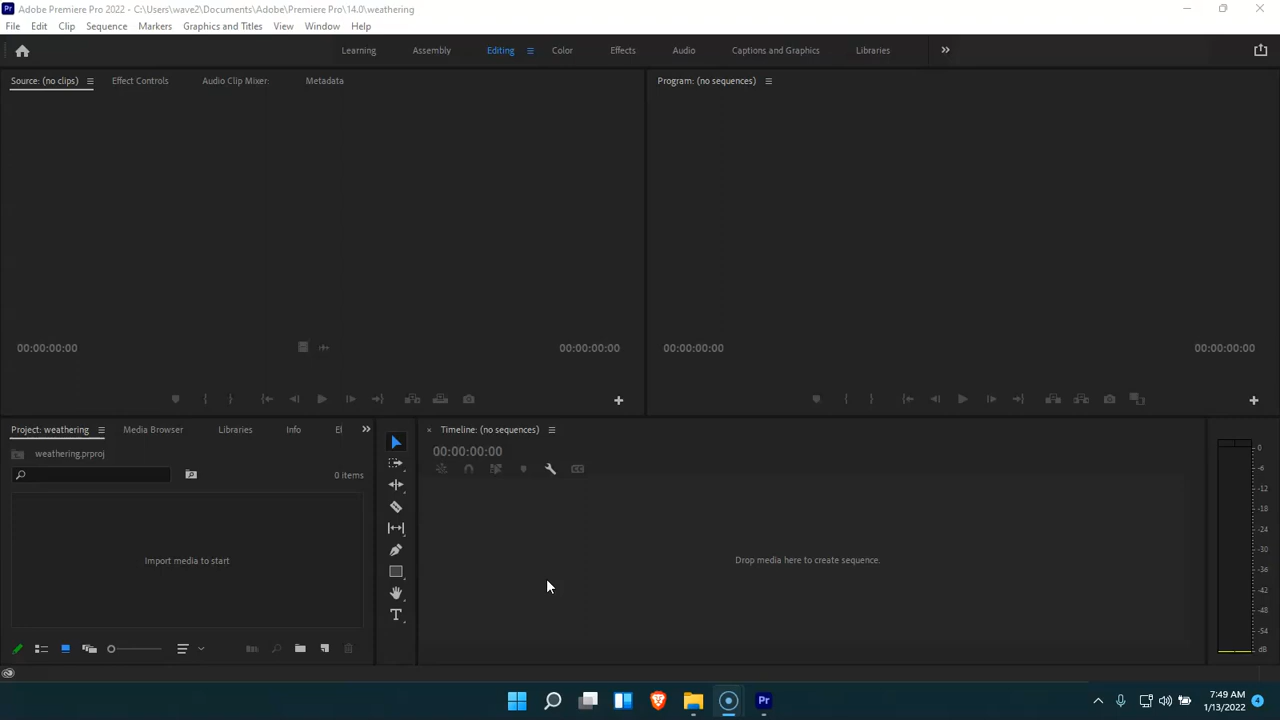 Pr Adobe Premiere Pro 2022 - C:\Users\wave2\Documents\Adobe\Premiere Pro\14.0\weathering
File Edit Clip Sequence Markers Graphics and Titles View Window Help
Learning Assembly Editing Color Effects Audio Captions and Graphics Libraries
Source: (no clips) Effect Controls Audio Clip Mixer: Metadata
Program: (no sequences)
00:00:00:00 00:00:00:00
00:00:00:00 00:00:00:00
Project: weathering Media Browser Libraries Info
weathering.prproj
0 items
Import media to start
Timeline: (no sequences)
00:00:00:00
CC
Drop media here to create sequence.
T
0
-6
-12
-18
-24
-30
-36
-42
-48
-54
dB
Pr
7:49 AM
1/13/2022
4